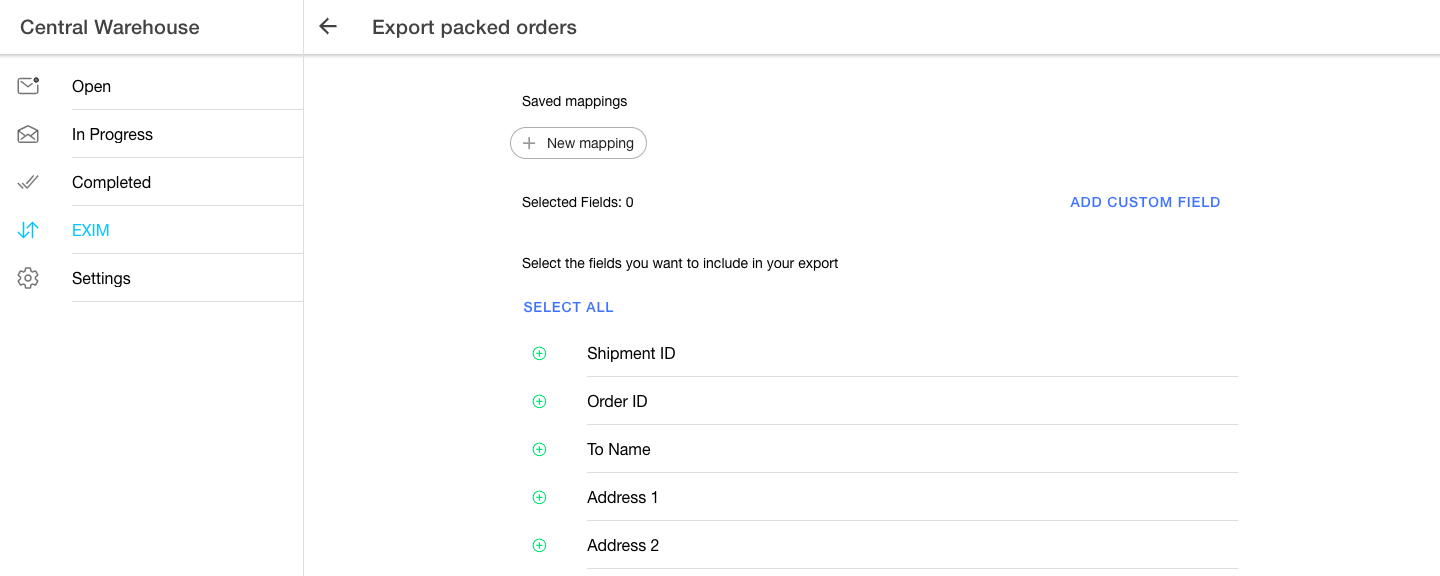 Central Warehouse
Export packed orders
Open
In Progress
Completed
EXIM
Settings
Saved mappings
New mapping
Selected Fields: 0
ADD CUSTOM FIELD
Select the fields you want to include in your export
SELECT ALL
Shipment ID
Order ID
To Name
Address 1
Address 2